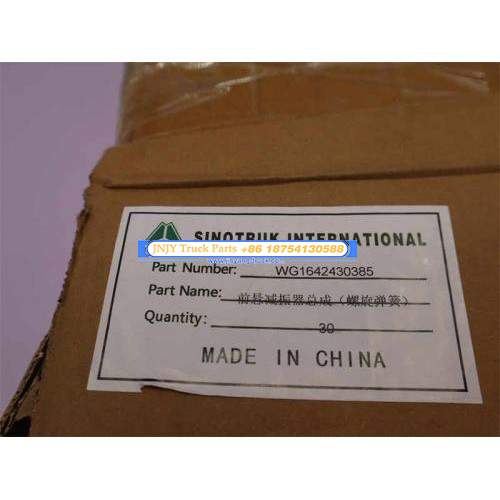 SINOTRUK INTERNATIONAL
JNJY Truck Parts +86 18754130588
Part Number: WG1642430385
Part Name: 前悬减振器总成（螺旋弹簧）
Quantity: 30
MADE IN CHINA